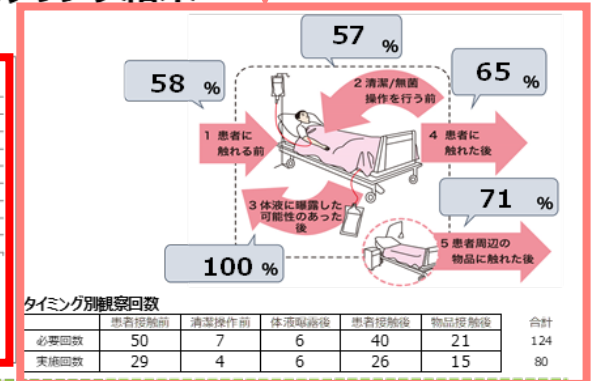 57 %
58 %
65 %
2 清潔/無菌
操作を行う前
1 患者に
触れる前
4 患者に
触れた後
3 体液に曝露した
可能性のあった
後
71 %
5 患者周辺の
物品に触れた後
100 %
タイミング別観察回数
患者接触前 清潔操作前 体液曝露後 患者接触後 物品接触後 合計
必要回数 50 7 6 40 21 124
実施回数 29 4 6 26 15 80